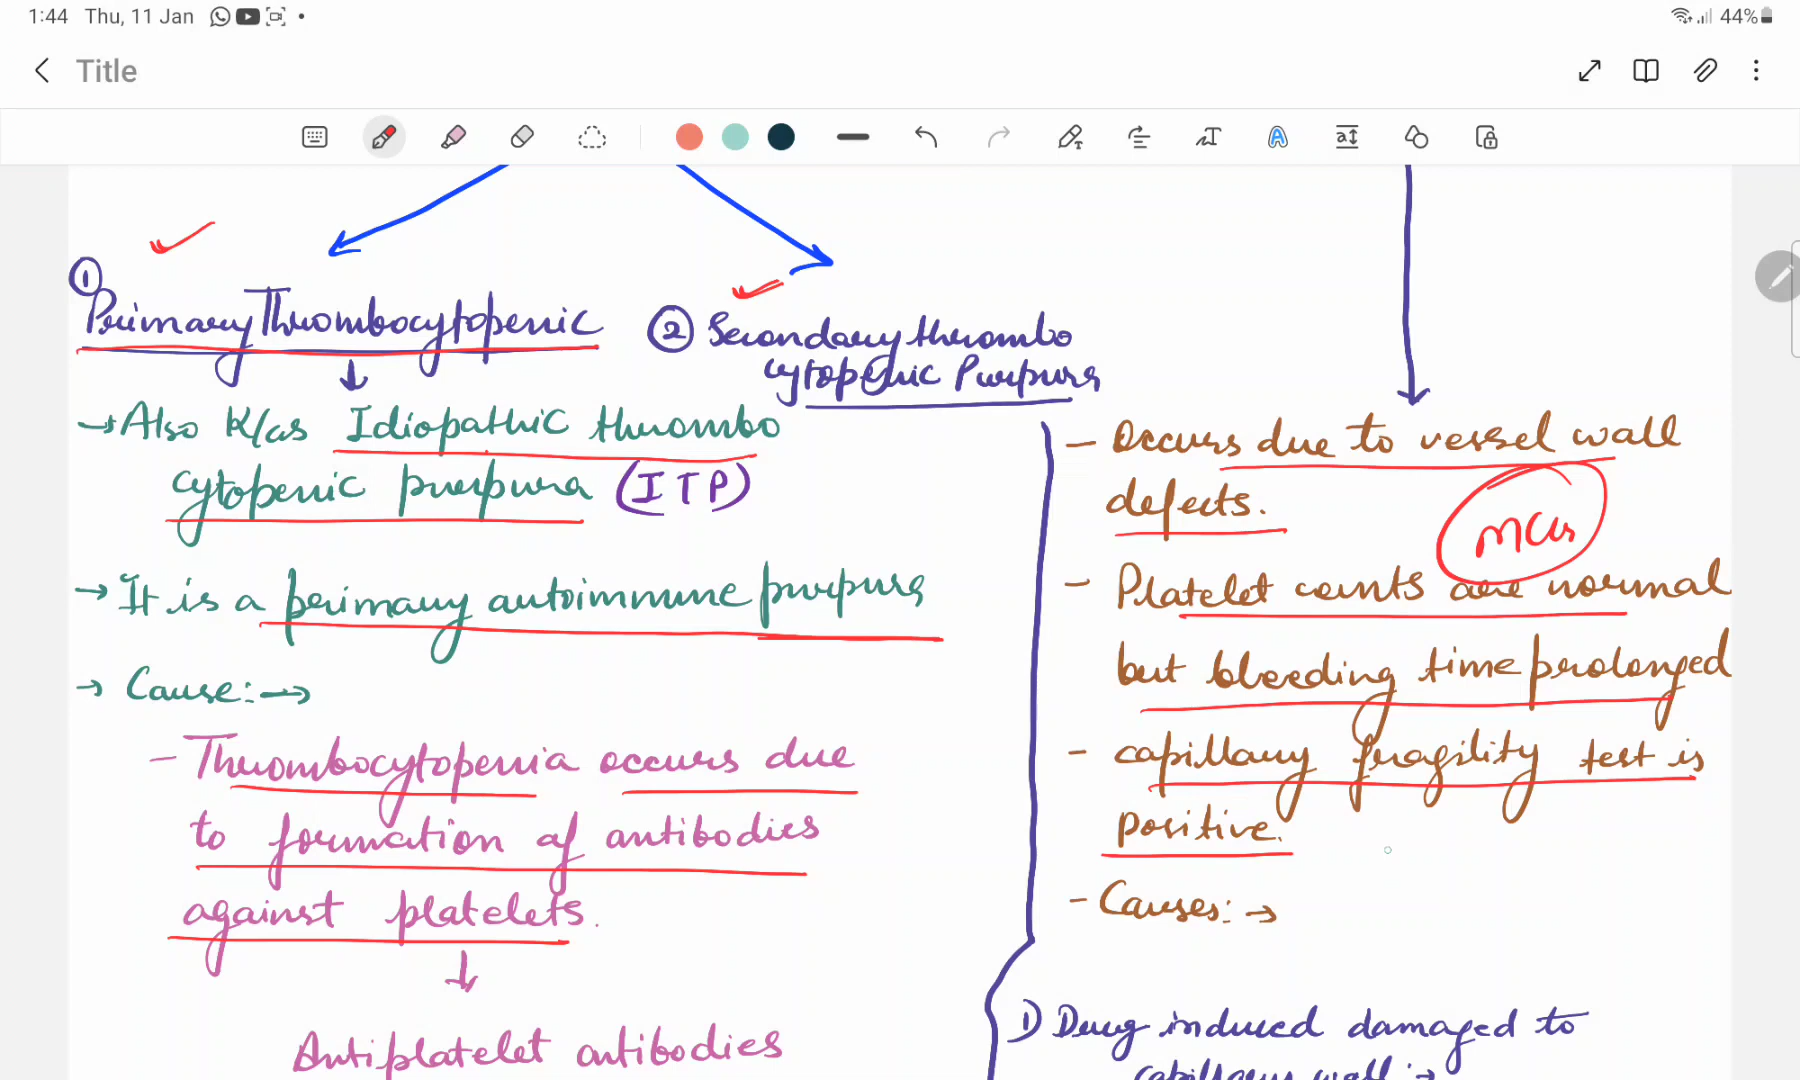 1:44 Thu, 11 Jan
44%
Title
① Primary Thrombocytopenic
② Secondary thrombo
cytopenic Purpura
→ Also K/as Idiopathic thrombo
cytopenic purpura (ITP)
→ It is a primary autoimmune purpura
→ Cause:→
- Thrombocytopenia occurs due
to formation of antibodies
against platelets.
↓
Antiplatelet antibodies
- Occurs due to vessel wall
defects.
MCQs
- Platelet counts are normal
but bleeding time prolonged
- capillary fragility test is
positive.
- Causes:→
1) Drug induced damaged to
capillary wall :→